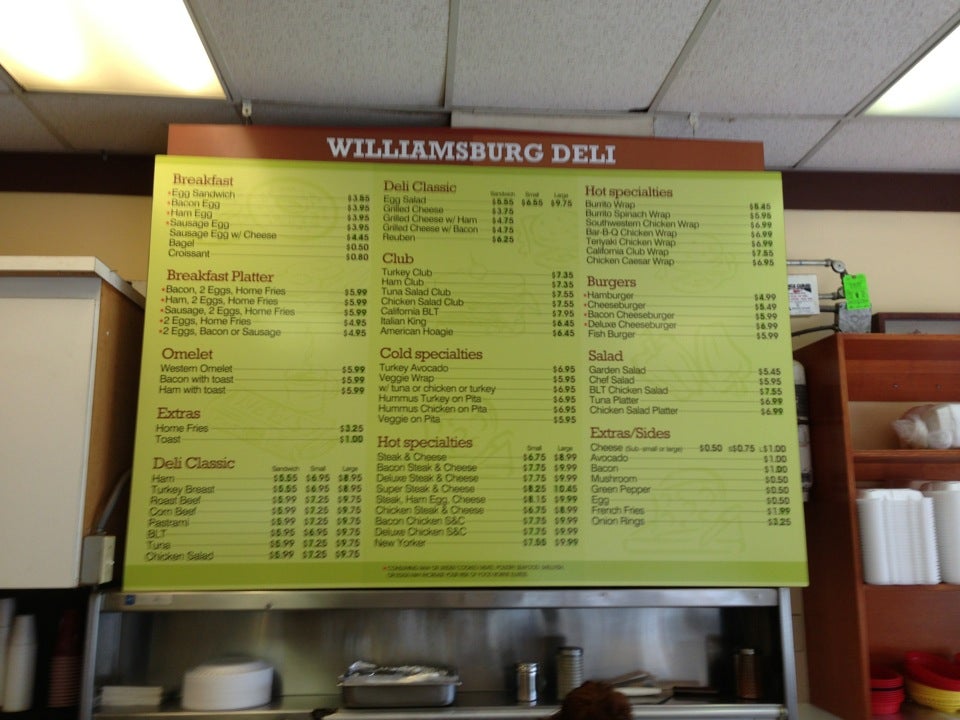 WILLIAMSBURG DELI
Breakfast
Egg Sandwich $3.55
Bacon Egg $3.95
Ham Egg $3.95
Sausage Egg $3.95
Sausage Egg w/ Cheese $4.45
Bagel $0.50
Croissant $0.80
Breakfast Platter
Bacon, 2 Eggs, Home Fries $5.99
Ham, 2 Eggs, Home Fries $5.99
Sausage, 2 Eggs, Home Fries $5.99
2 Eggs, Home Fries $4.95
2 Eggs, Bacon or Sausage $4.95
Omelet
Western Omelet $5.99
Bacon with toast $5.99
Ham with toast $5.99
Extras
Home Fries $3.25
Toast $1.00
Deli Classic
Sandwich Small Large
Ham $5.55 $6.95 $8.95
Turkey Breast $5.55 $6.95 $8.95
Roast Beef $5.99 $7.25 $9.75
Corn Beef $5.99 $7.25 $9.75
Pastrami $5.99 $7.25 $9.75
BLT $5.95 $6.95 $9.75
Tuna $5.99 $7.25 $9.75
Chicken Salad $5.99 $7.25 $9.75
Deli Classic
Sandwich Small Large
Egg Salad $5.55 $6.55 $9.75
Grilled Cheese $3.75
Grilled Cheese w/ Ham $4.75
Grilled Cheese w/ Bacon $4.75
Reuben $6.25
Club
Turkey Club $7.35
Ham Club $7.35
Tuna Salad Club $7.55
Chicken Salad Club $7.55
California BLT $7.95
Italian King $6.45
American Hoagie $6.45
Cold specialties
Turkey Avocado $6.95
Veggie Wrap $5.95
w/ tuna or chicken or turkey $6.95
Hummus Turkey on Pita $6.95
Hummus Chicken on Pita $6.95
Veggie on Pita $5.95
Hot specialties
Small Large
Steak & Cheese $6.75 $8.99
Bacon Steak & Cheese $7.75 $9.99
Deluxe Steak & Cheese $7.75 $9.99
Super Steak & Cheese $8.25 10.45
Steak, Ham Egg, Cheese $8.15 $9.99
Chicken Steak & Cheese $6.75 $8.99
Bacon Chicken S&C $7.75 $9.99
Deluxe Chicken S&C $7.75 $9.99
New Yorker $7.55 $9.99
Hot specialties
Burrito Wrap $5.45
Burrito Spinach Wrap $5.95
Southwestern Chicken Wrap $6.99
Bar-B-Q Chicken Wrap $6.99
Teriyaki Chicken Wrap $6.99
California Club Wrap $7.55
Chicken Caesar Wrap $6.95
Burgers
Hamburger $4.99
Cheeseburger $5.49
Bacon Cheeseburger $5.99
Deluxe Cheeseburger $6.99
Fish Burger $5.99
Salad
Garden Salad $5.45
Chef Salad $5.95
BLT Chicken Salad $7.55
Tuna Platter $6.99
Chicken Salad Platter $6.99
Extras/Sides
Cheese (Sub-small or large) $0.50 s$0.75 L$1.00
Avocado $1.00
Bacon $1.00
Mushroom $0.50
Green Pepper $0.50
Egg $0.50
French Fries $1.99
Onion Rings $3.25